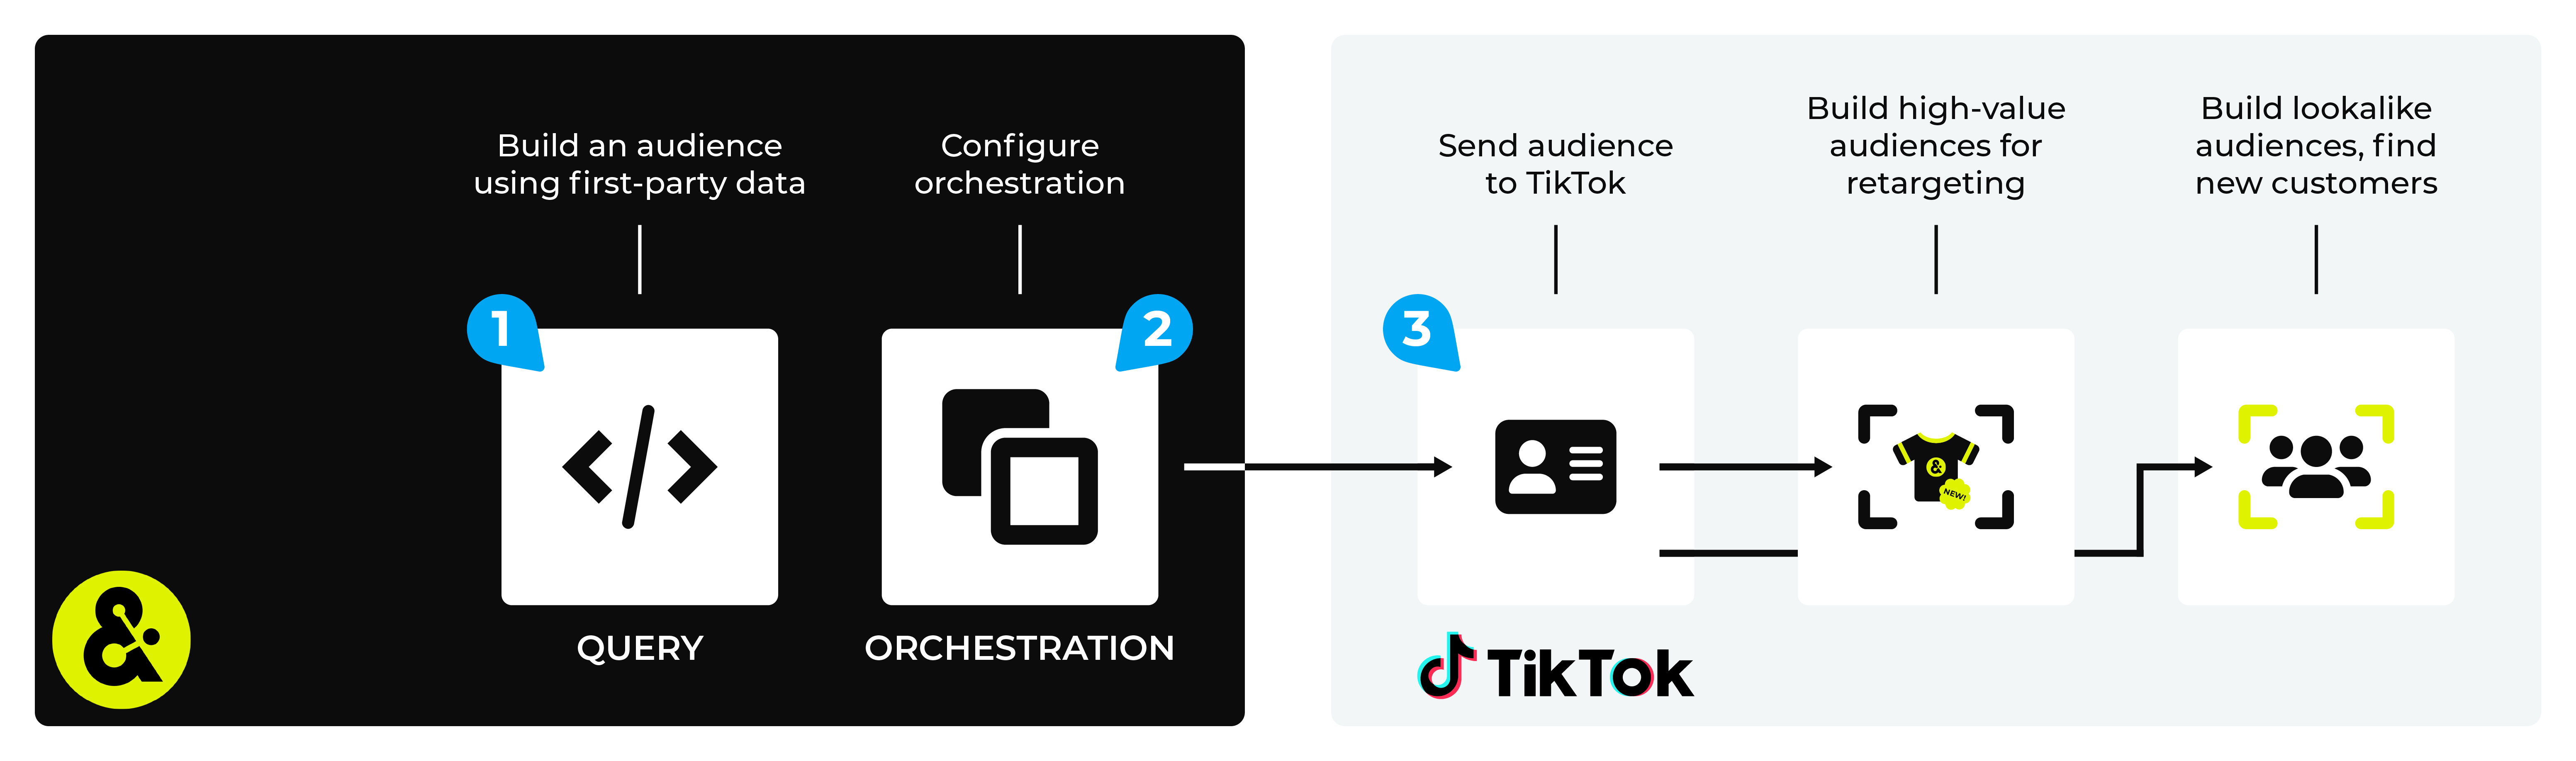 Build an audience
using first-party data
Configure
orchestration
1
2
QUERY
ORCHESTRATION
&
Send audience
to TikTok
Build high-value
audiences for
retargeting
Build lookalike
audiences, find
new customers
3
&
NEW!
TikTok